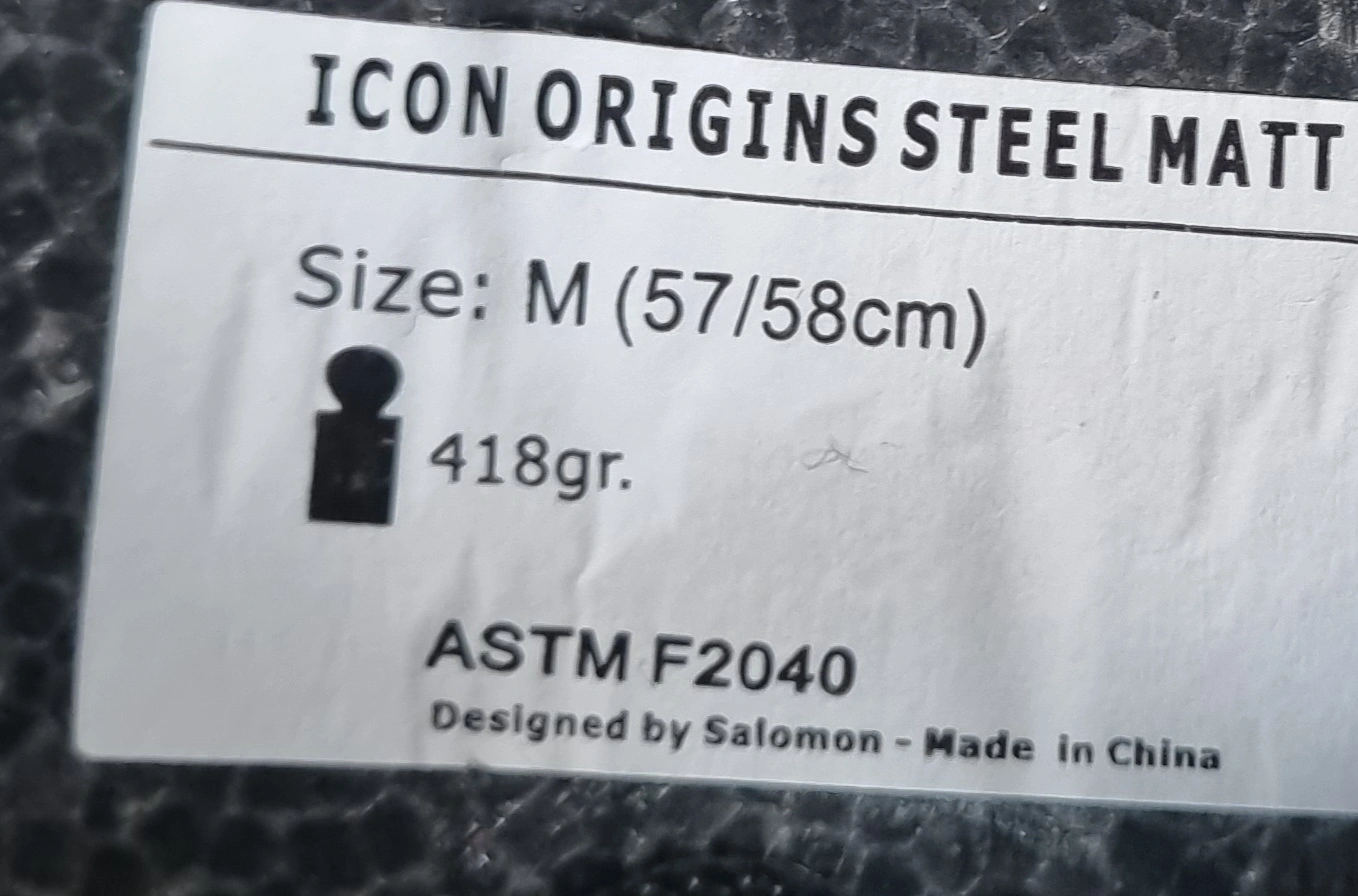 ICON ORIGINS STEEL MATT
Size: M (57/58cm)
418gr.
ASTM F2040
Designed by Salomon - Made in China